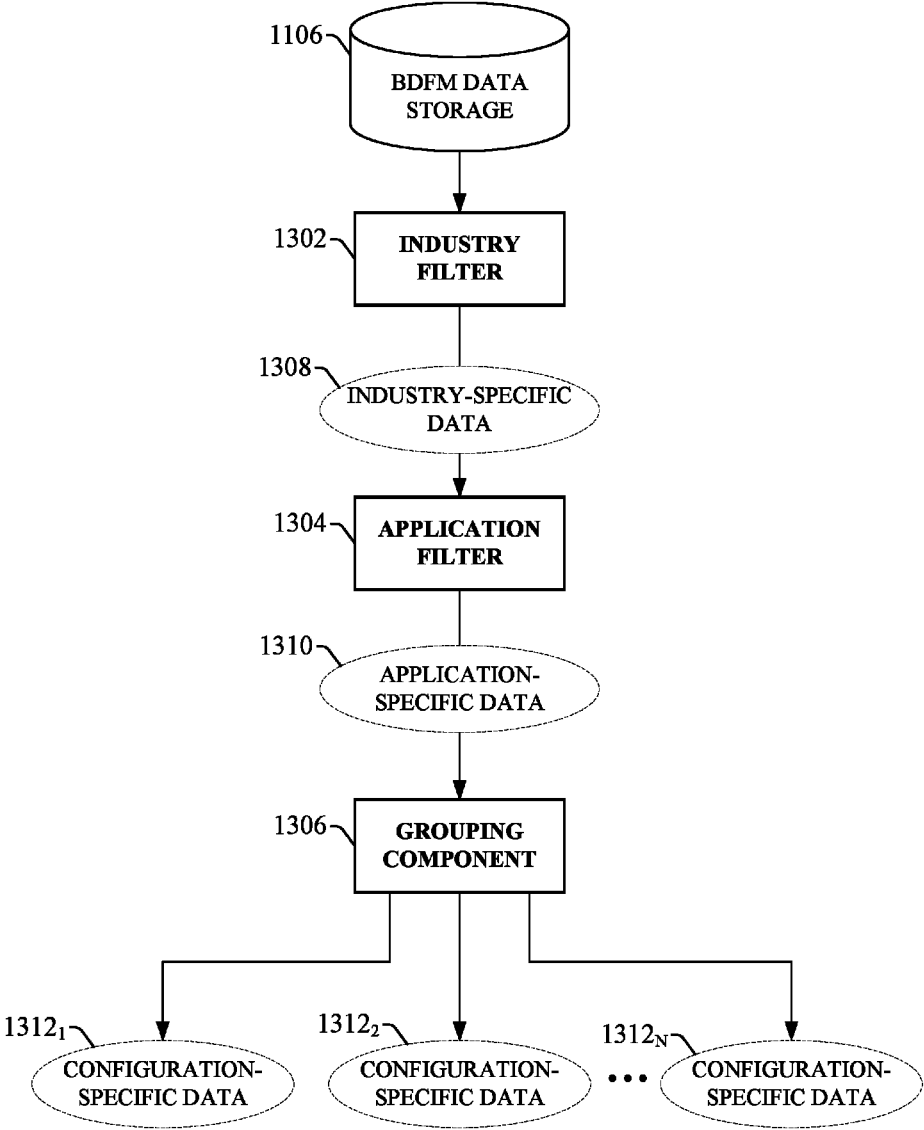 1106
BDFM DATA
STORAGE
1302
INDUSTRY
FILTER
1308
INDUSTRY-SPECIFIC
DATA
1304
APPLICATION
FILTER
1310
APPLICATION-
SPECIFIC DATA
1306
GROUPING
COMPONENT
1312₁
CONFIGURATION-
SPECIFIC DATA
1312₂
CONFIGURATION-
SPECIFIC DATA
•••
1312_N
CONFIGURATION-
SPECIFIC DATA